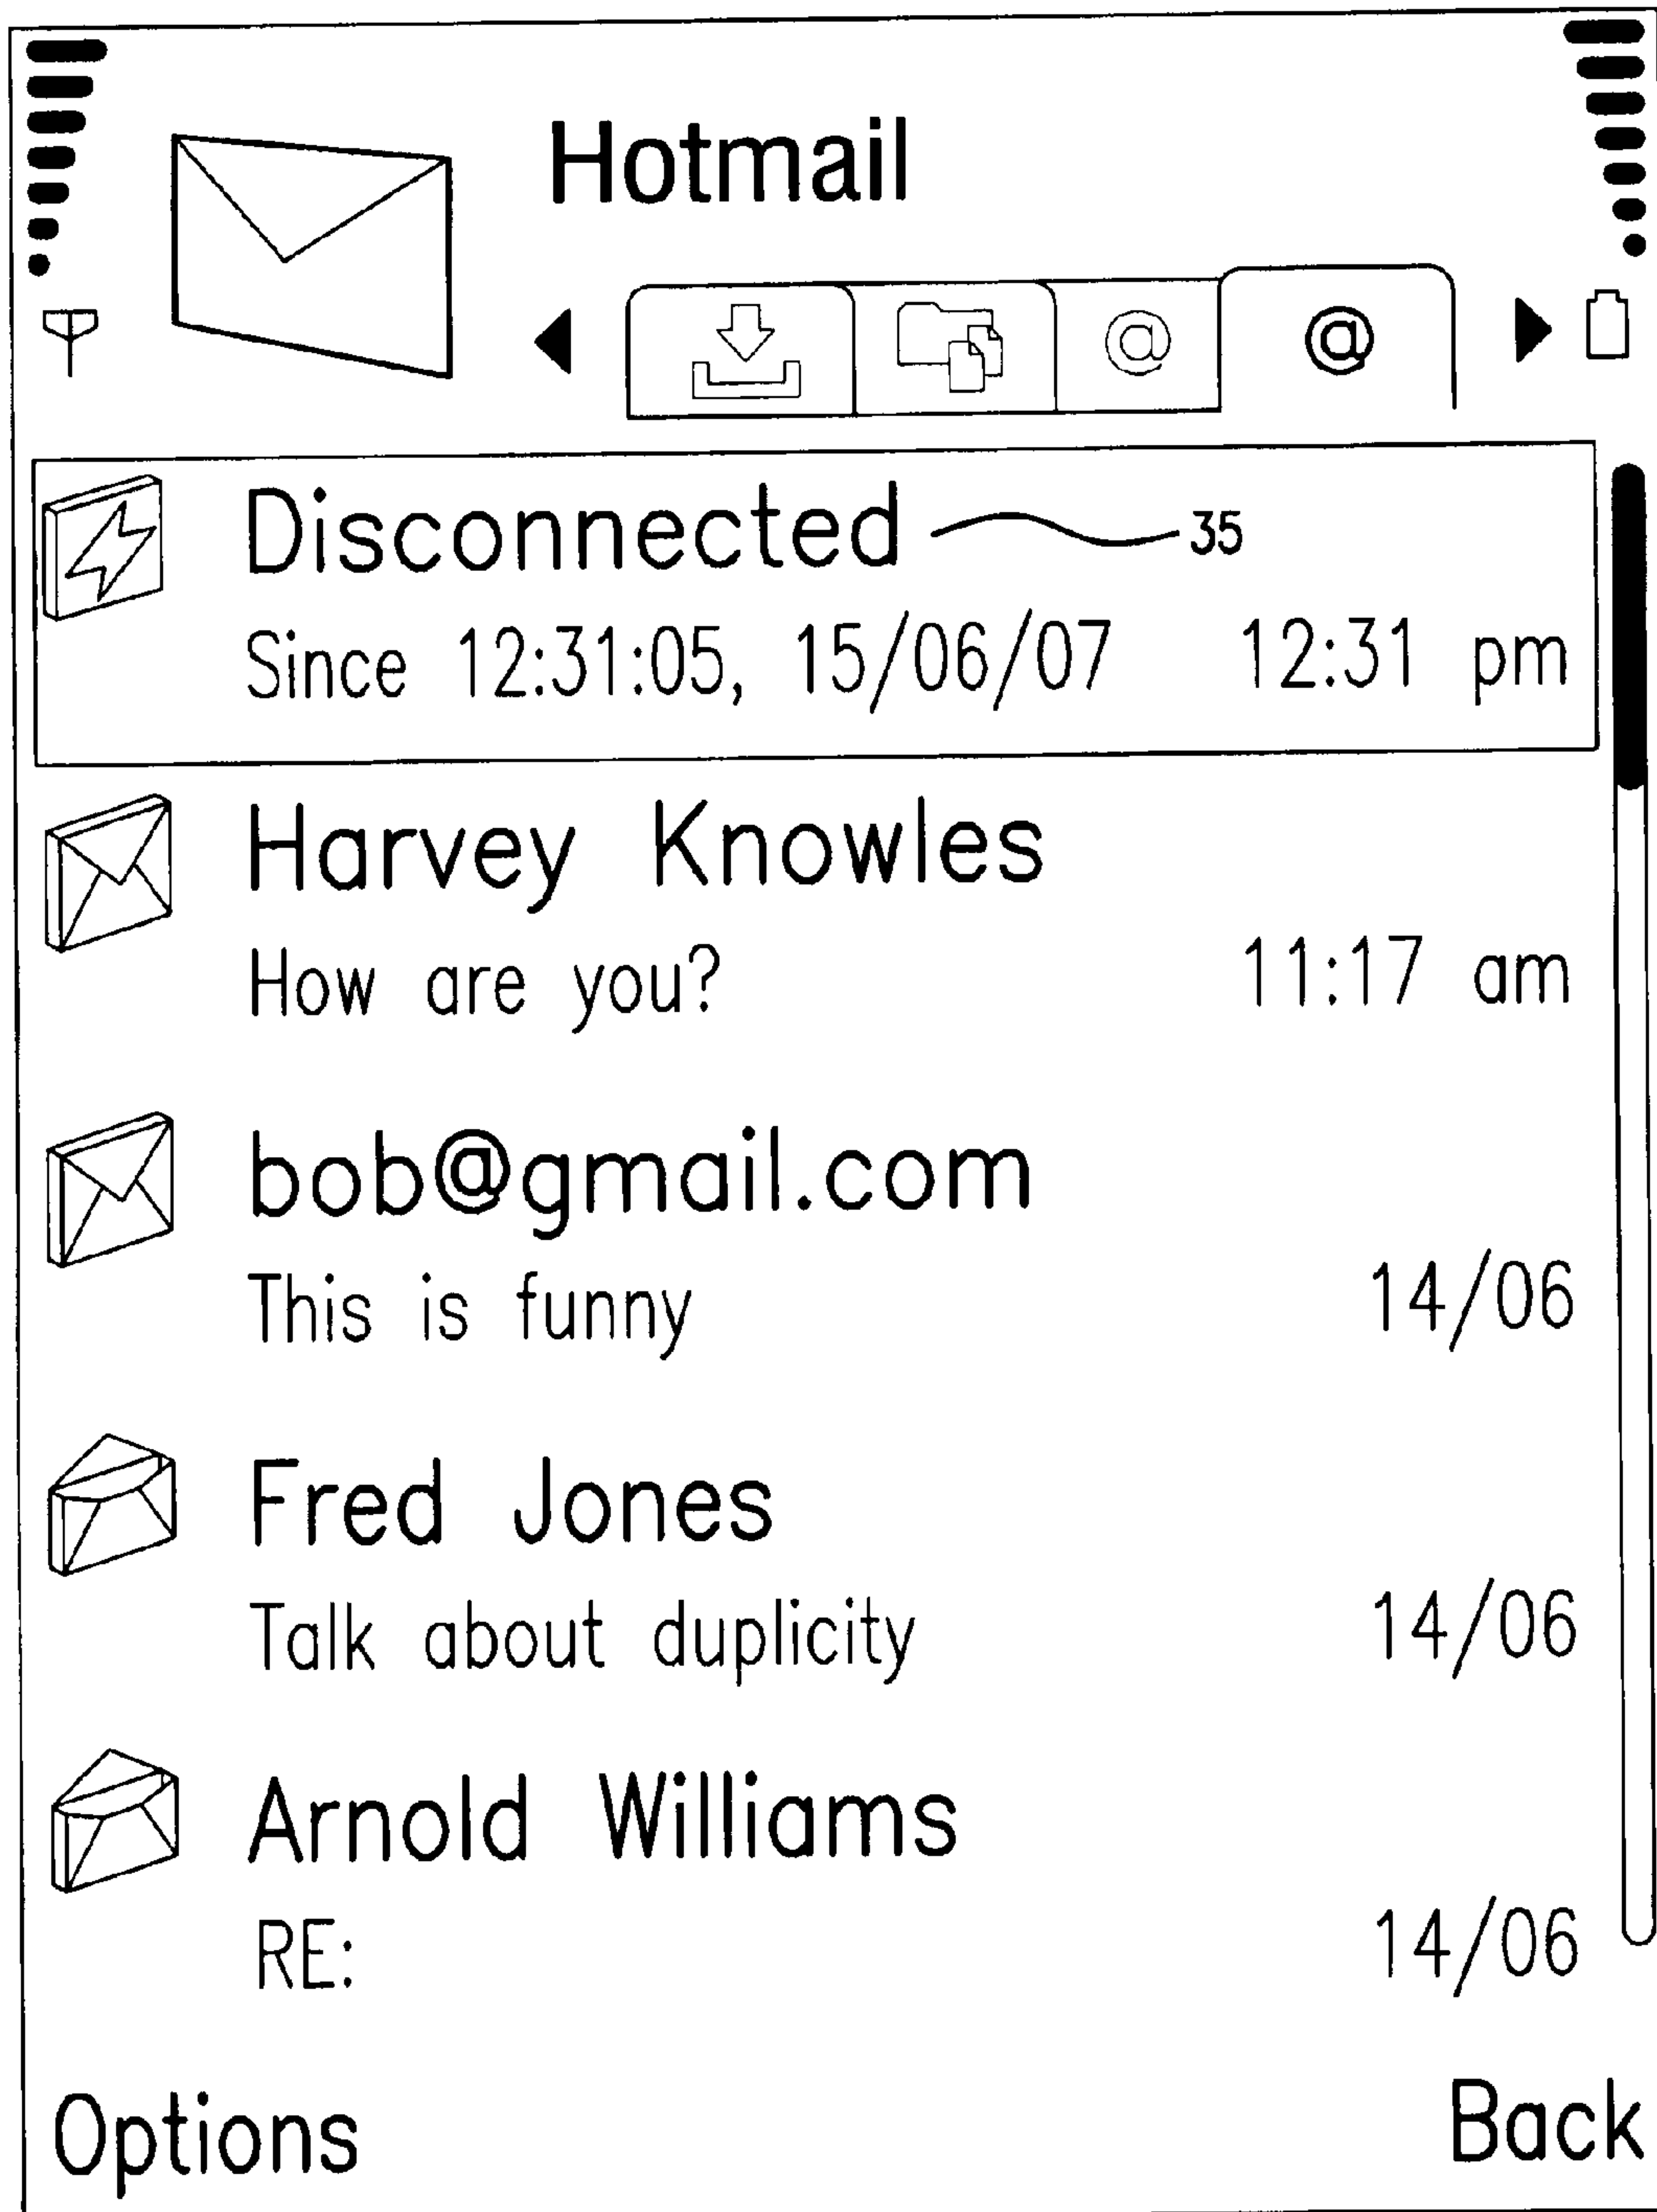 Hotmail
@ @
Disconnected 35
Since 12:31:05, 15/06/07 12:31 pm
Harvey Knowles
How are you? 11:17 am
bob@gmail.com
This is funny 14/06
Fred Jones
Talk about duplicity 14/06
Arnold Williams
RE: 14/06
Options Back